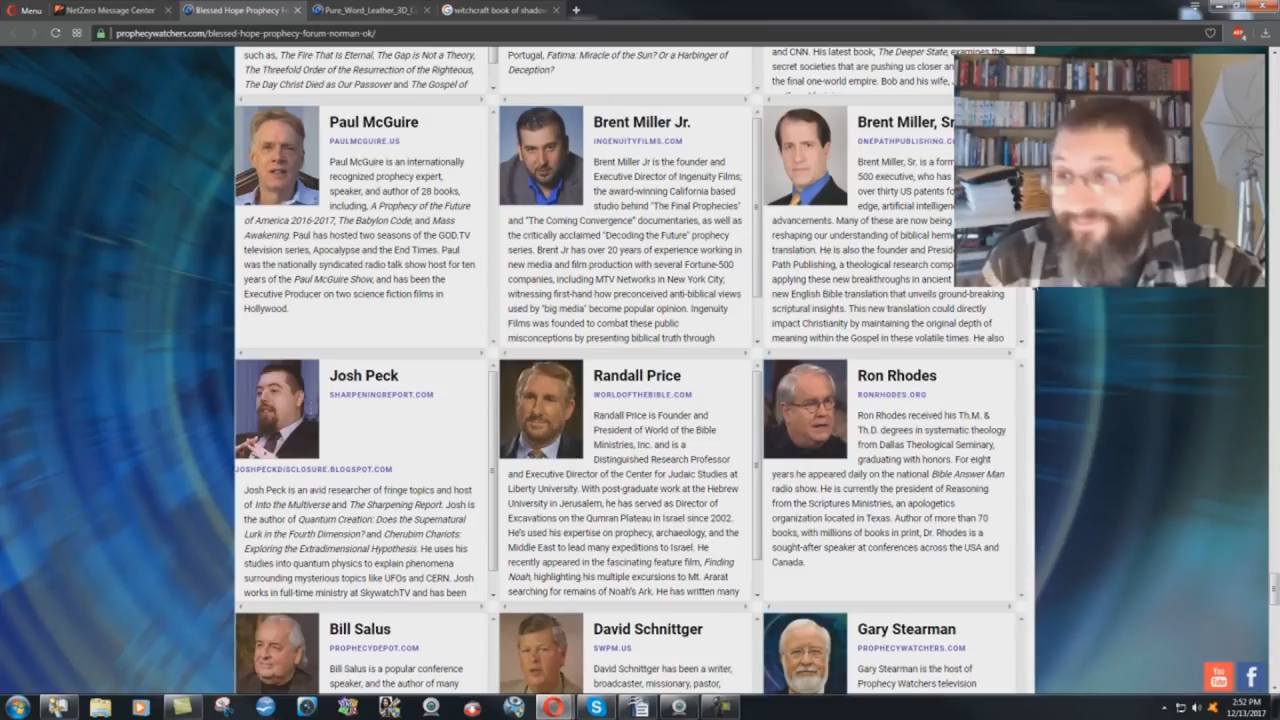 Menu
NetZero Message Center
Blessed Hope Prophecy F
Pure_Word_Leather_3D_C
witchcraft book of shadow
prophecywatchers.com/blessed-hope-prophecy-forum-norman-ok/
such as, The Fire That Is Eternal, The Gap is Not a Theory,
The Threefold Order of the Resurrection of the Righteous,
The Day Christ Died as Our Passover and The Gospel of
Portugal, Fatima: Miracle of the Sun? Or a Harbinger of
Deception?
and CNN. His latest book, The Deeper State, examines the
secret societies that are pushing us closer an
the final one-world empire. Bob and his wife,
Paul McGuire
PAULMCGUIRE.US
Paul McGuire is an internationally
recognized prophecy expert,
speaker, and author of 28 books,
including, A Prophecy of the Future
of America 2016-2017, The Babylon Code, and Mass
Awakening. Paul has hosted two seasons of the GOD.TV
television series, Apocalypse and the End Times. Paul
was the nationally syndicated radio talk show host for ten
years of the Paul McGuire Show, and has been the
Executive Producer on two science fiction films in
Hollywood.
Brent Miller Jr.
INGENUITYFILMS.COM
Brent Miller Jr is the founder and
Executive Director of Ingenuity Films;
the award-winning California based
studio behind "The Final Prophecies"
and "The Coming Convergence" documentaries, as well as
the critically acclaimed "Decoding the Future" prophecy
series. Brent Jr has over 20 years of experience working in
new media and film production with several Fortune-500
companies, including MTV Networks in New York City;
witnessing first-hand how preconceived anti-biblical views
used by "big media" become popular opinion. Ingenuity
Films was founded to combat these public
misconceptions by presenting biblical truth through
Brent Miller, Sr
ONEPATHPUBLISHING.C
Brent Miller, Sr. is a form
500 executive, who has
over thirty US patents fo
edge, artificial intelligenc
advancements. Many of these are now being
reshaping our understanding of biblical herme
translation. He is also the founder and Preside
Path Publishing, a theological research comp
applying these new breakthroughs in ancient
new English Bible translation that unveils ground-breaking
scriptural insights. This new translation could directly
impact Christianity by maintaining the original depth of
meaning within the Gospel in these volatile times. He also
Josh Peck
SHARPENINGREPORT.COM
JOSHPECKDISCLOSURE.BLOGSPOT.COM
Josh Peck is an avid researcher of fringe topics and host
of Into the Multiverse and The Sharpening Report. Josh is
the author of Quantum Creation: Does the Supernatural
Lurk in the Fourth Dimension? and Cherubim Chariots:
Exploring the Extradimensional Hypothesis. He uses his
studies into quantum physics to explain phenomena
surrounding mysterious topics like UFOs and CERN. Josh
works in full-time ministry at SkywatchTV and has been
Randall Price
WORLDOFTHEBIBLE.COM
Randall Price is Founder and
President of World of the Bible
Ministries, Inc. and is a
Distinguished Research Professor
and Executive Director of the Center for Judaic Studies at
Liberty University. With post-graduate work at the Hebrew
University in Jerusalem, he has served as Director of
Excavations on the Qumran Plateau in Israel since 2002.
He's used his expertise on prophecy, archaeology, and the
Middle East to lead many expeditions to Israel. He
recently appeared in the fascinating feature film, Finding
Noah, highlighting his multiple excursions to Mt. Ararat
searching for remains of Noah's Ark. He has written many
Ron Rhodes
RONRHODES.ORG
Ron Rhodes received his Th.M. &
Th.D. degrees in systematic theology
from Dallas Theological Seminary,
graduating with honors. For eight
years he appeared daily on the national Bible Answer Man
radio show. He is currently the president of Reasoning
from the Scriptures Ministries, an apologetics
organization located in Texas. Author of more than 70
books, with millions of books in print, Dr. Rhodes is a
sought-after speaker at conferences across the USA and
Canada.
Bill Salus
PROPHECYDEPOT.COM
Bill Salus is a popular conference
speaker, and the author of many
David Schnittger
SWPM.US
David Schnittger has been a writer,
broadcaster, missionary, pastor,
Gary Stearman
PROPHECYWATCHERS.COM
Gary Stearman is the host of
Prophecy Watchers television
You
Tube
2:52 PM
12/13/2017